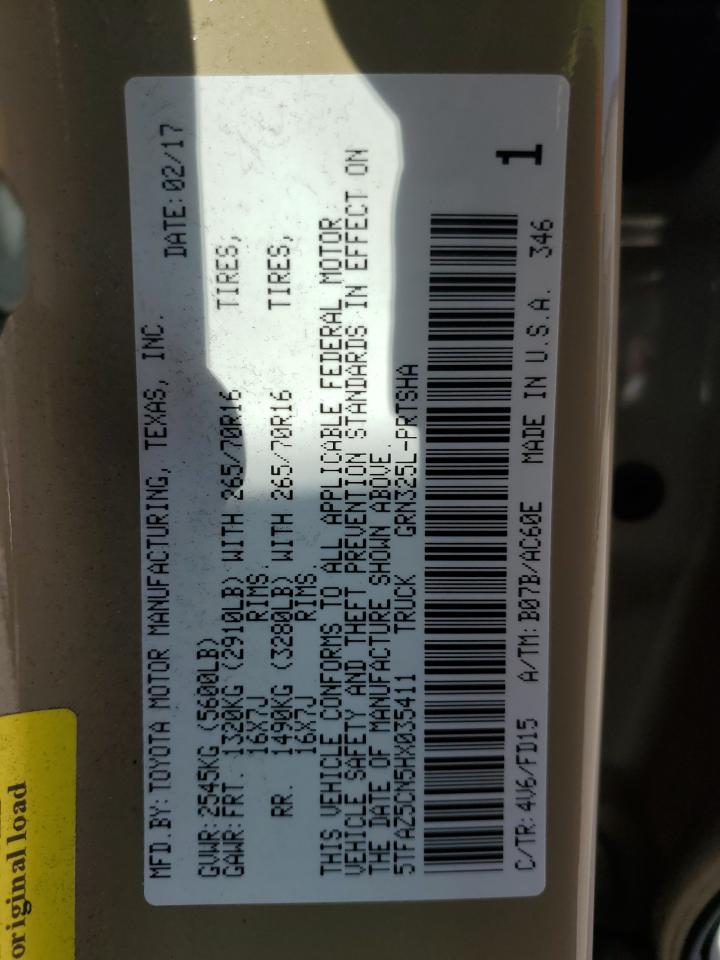 MFD.BY:TOYOTA MOTOR MANUFACTURING, TEXAS, INC. DATE:02/17
GVWR:2545KG (5600LB)
GAWR:FRT. 1320KG (2910LB) WITH 265/70R16 TIRES,
16X7J RIMS.
RR. 1490KG (3280LB) WITH 265/70R16 TIRES,
16X7J RIMS.
THIS VEHICLE CONFORMS TO ALL APPLICABLE FEDERAL MOTOR
VEHICLE SAFETY AND THEFT PREVENTION STANDARDS IN EFFECT ON
THE DATE OF MANUFACTURE SHOWN ABOVE.
5TFAZ5CN5HX035411 TRUCK GRN325L-PRTSHA
1
C/TR:4V6/FD15 A/TM:B07B/AC60E MADE IN U.S.A. 346
original load